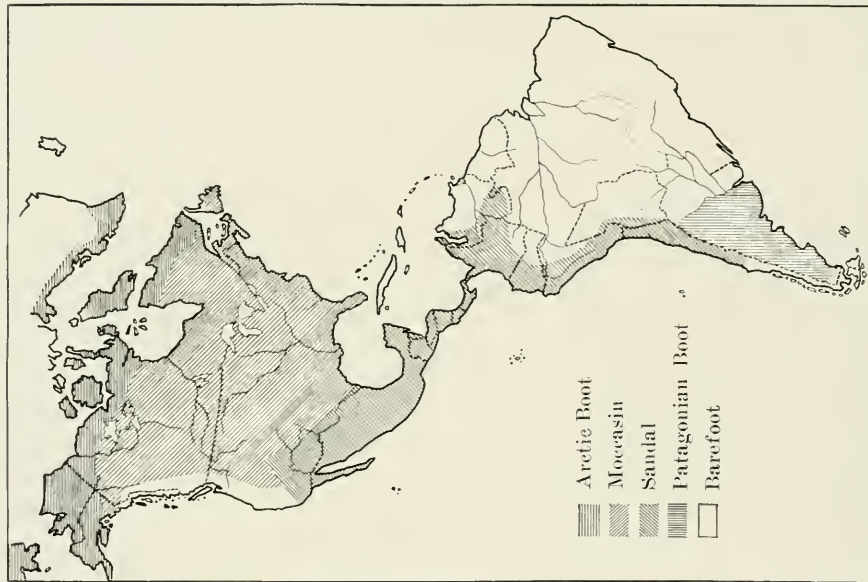 Arctic Boot
Moccasin
Sandal
Patagonian Boot
Barefoot